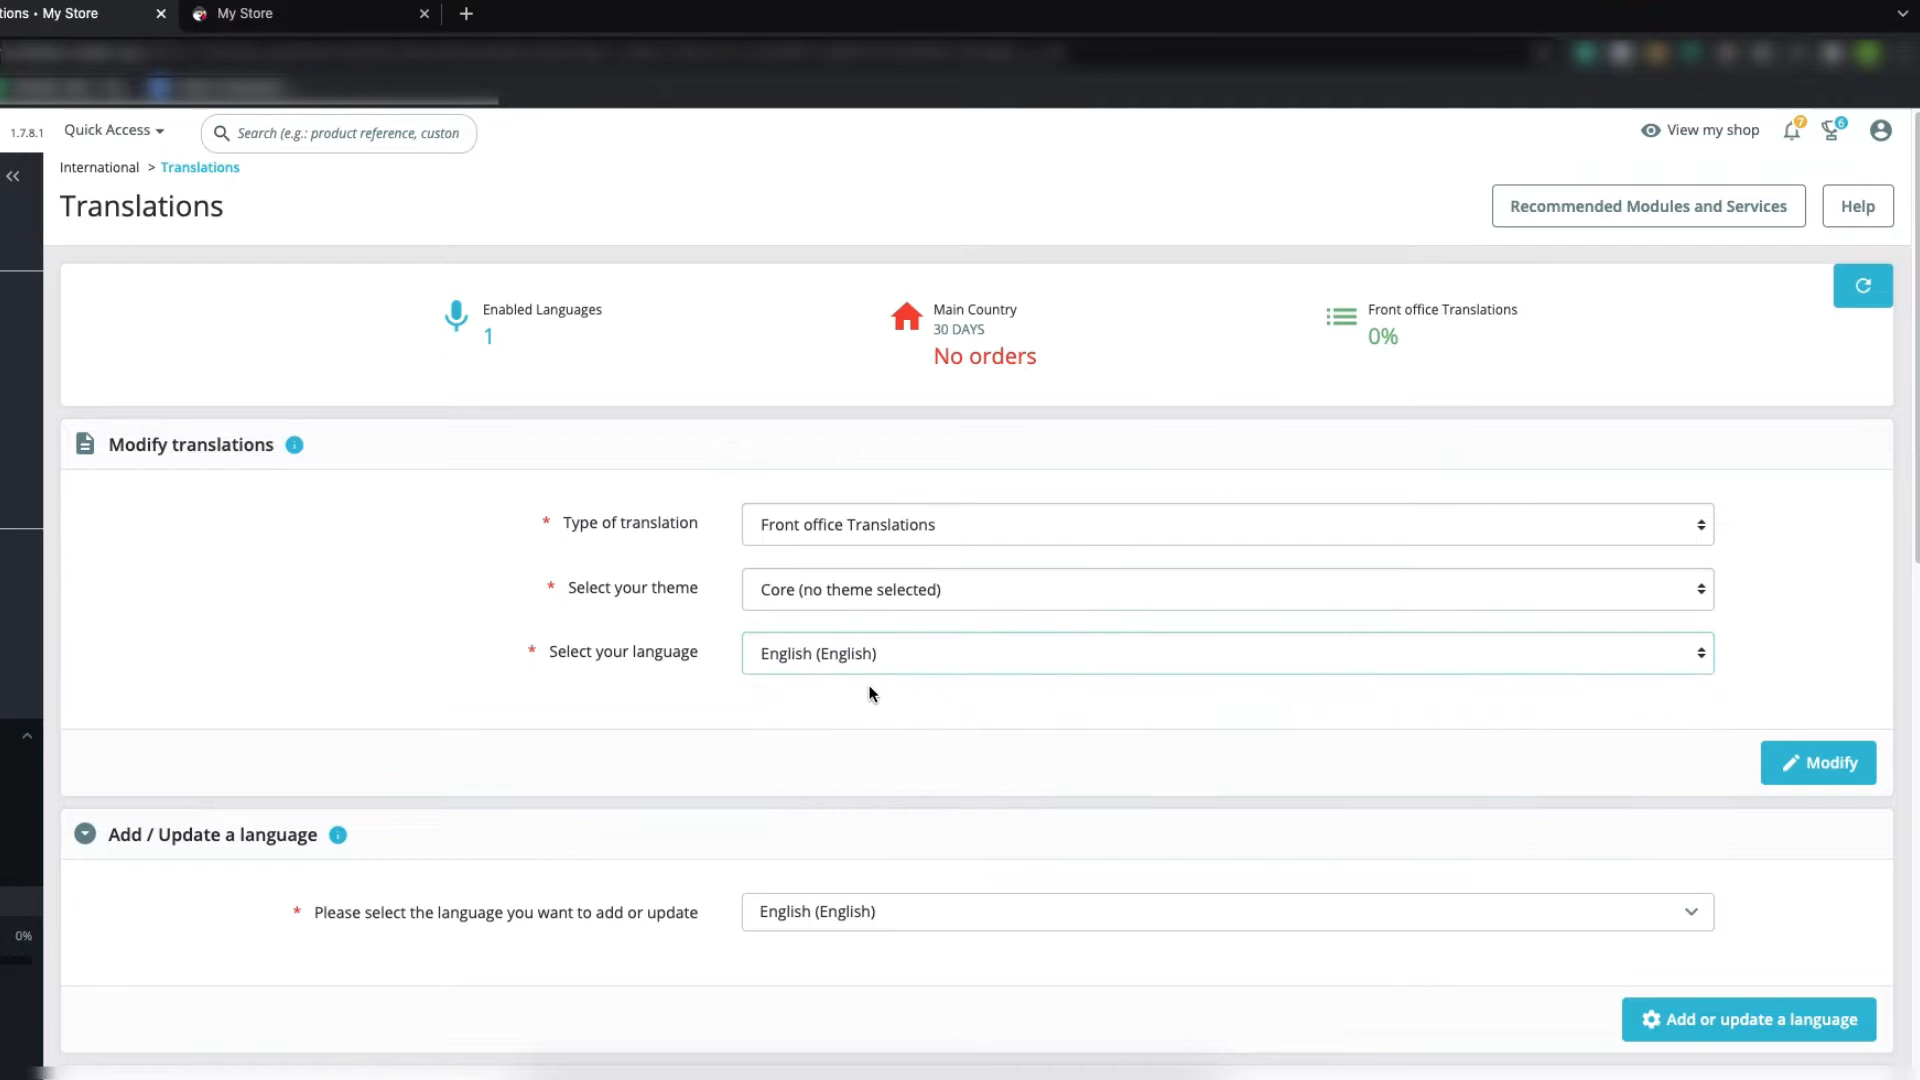 tions • My Store
My Store
1.7.8.1
Quick Access
Search (e.g.: product reference, custon
View my shop
7
6
International > Translations
Translations
Recommended Modules and Services
Help
Enabled Languages
1
Main Country
30 DAYS
No orders
Front office Translations
0%
Modify translations
* Type of translation
Front office Translations
* Select your theme
Core (no theme selected)
* Select your language
English (English)
Modify
Add / Update a language
* Please select the language you want to add or update
English (English)
0%
Add or update a language